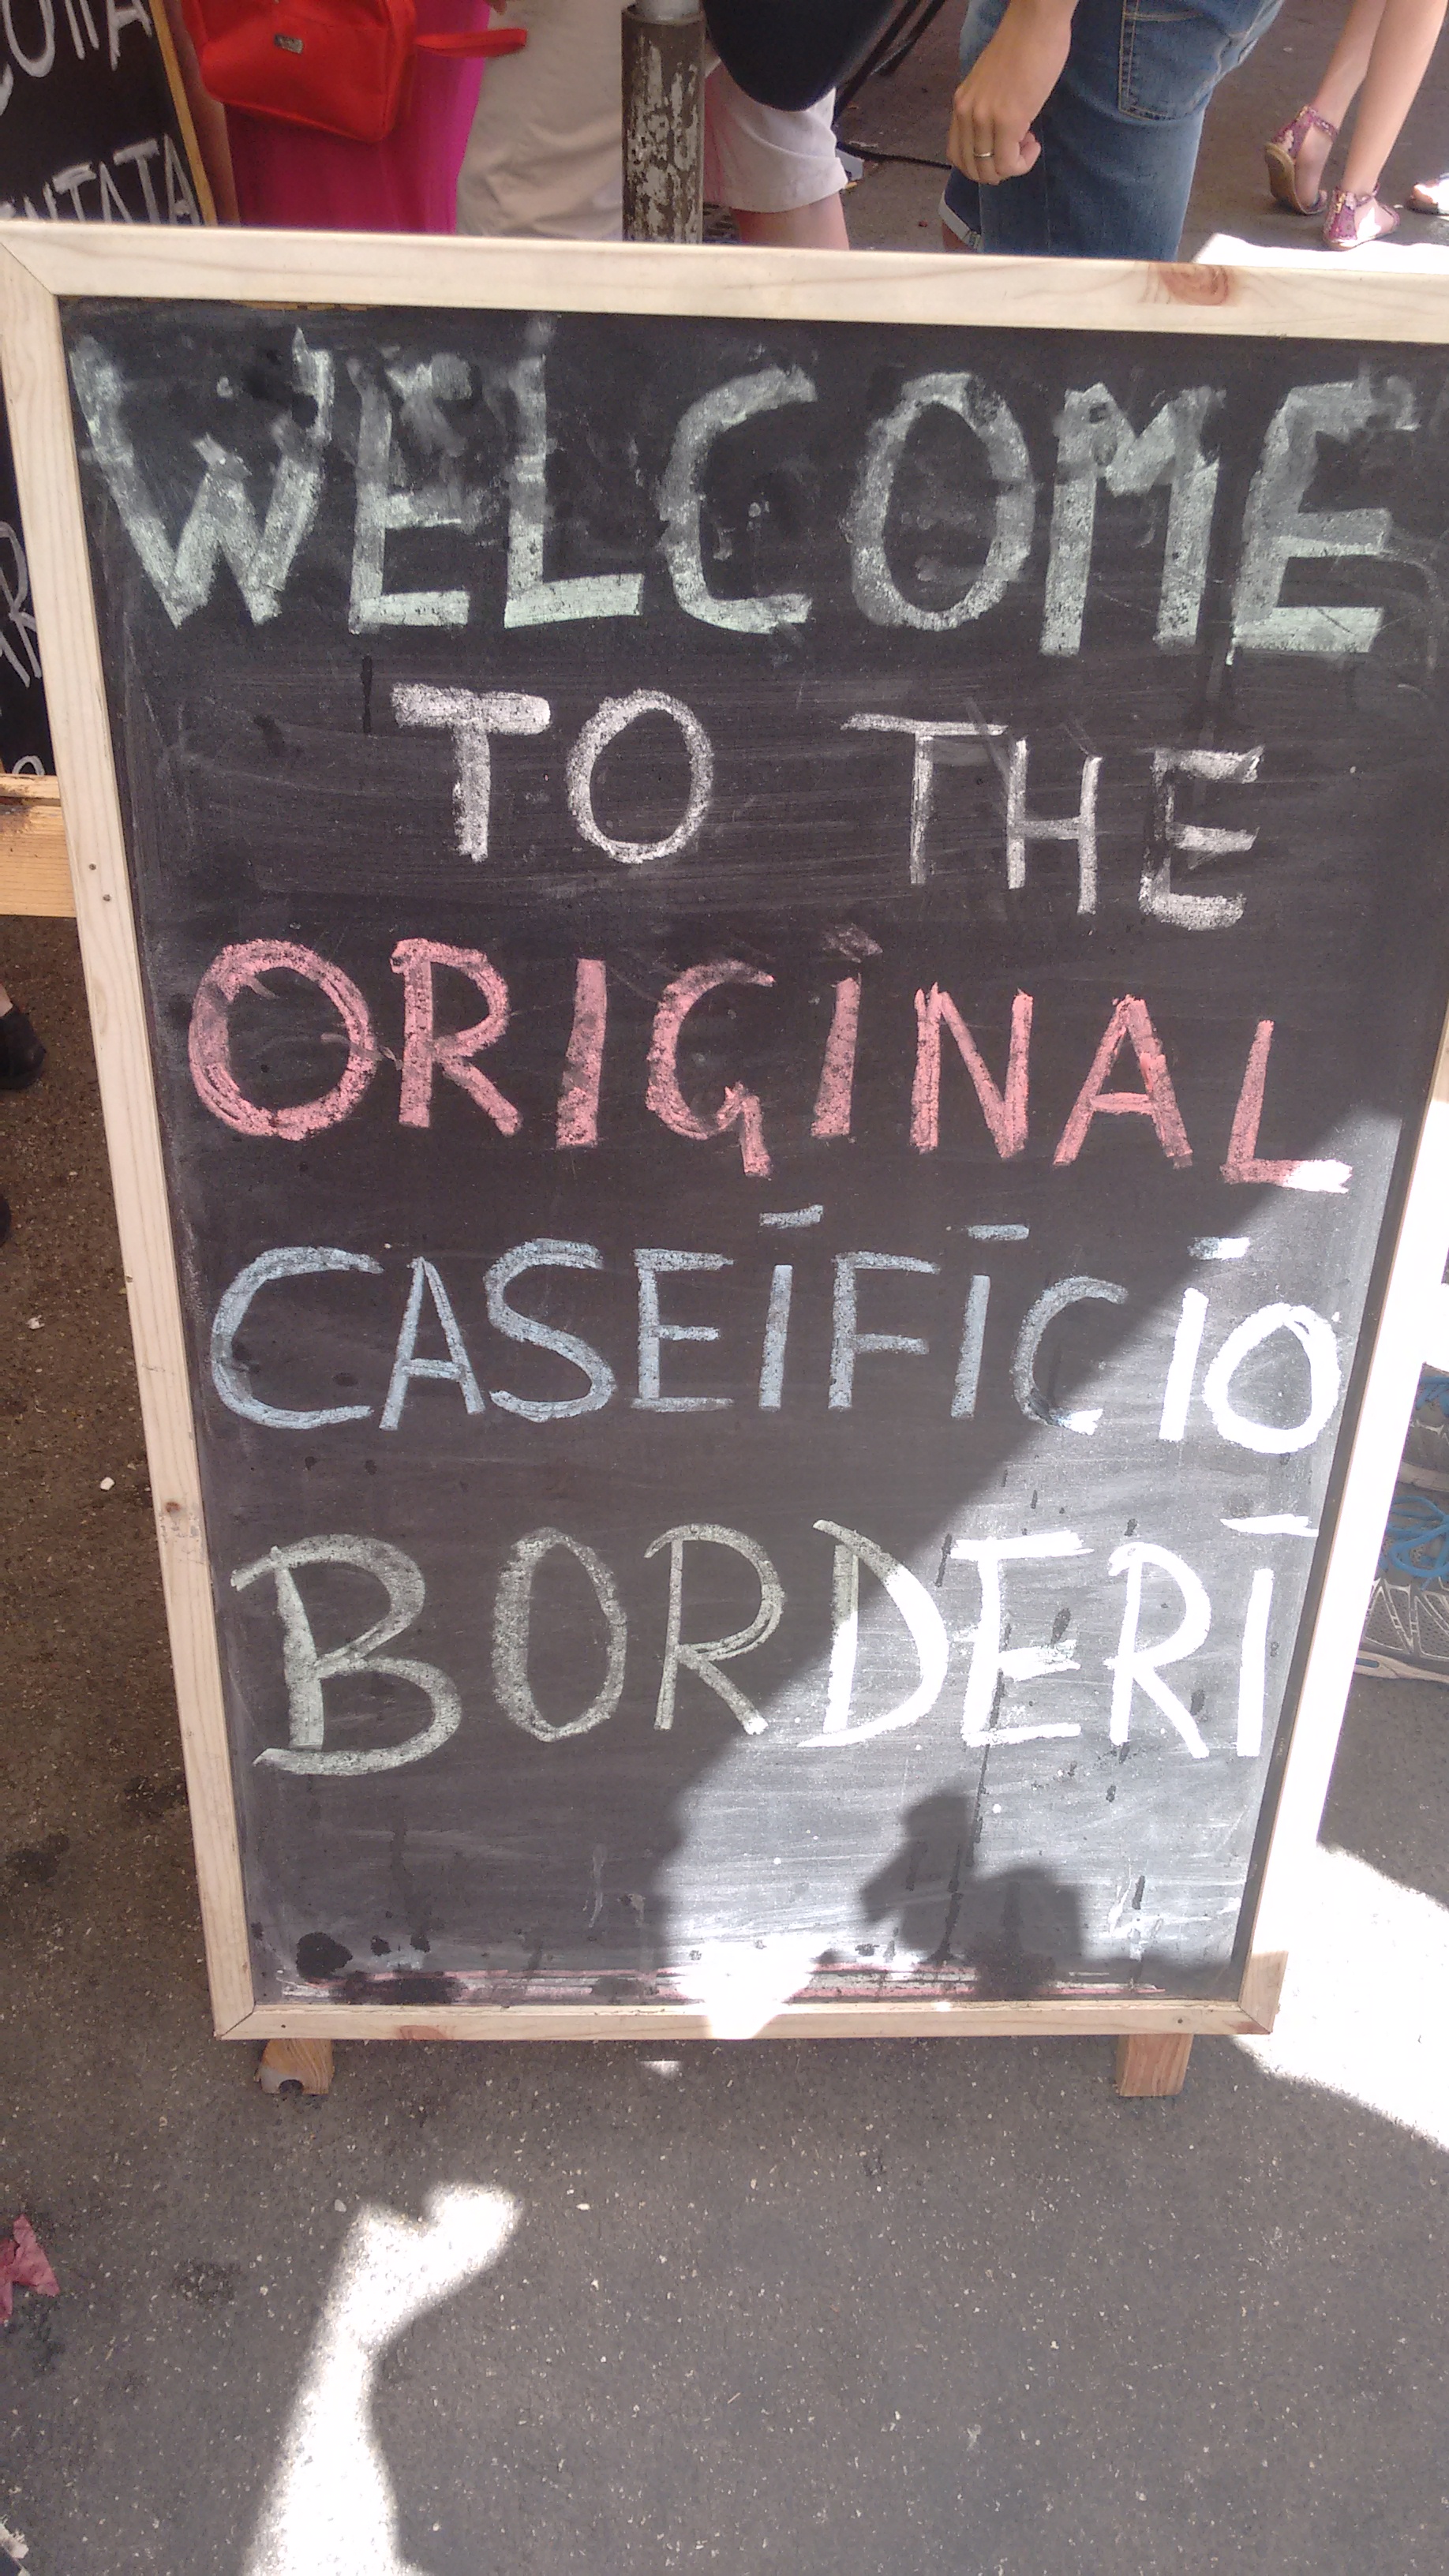 WELCOME
TO THE
ORIGINAL
CASEIFICIO
BORDERI